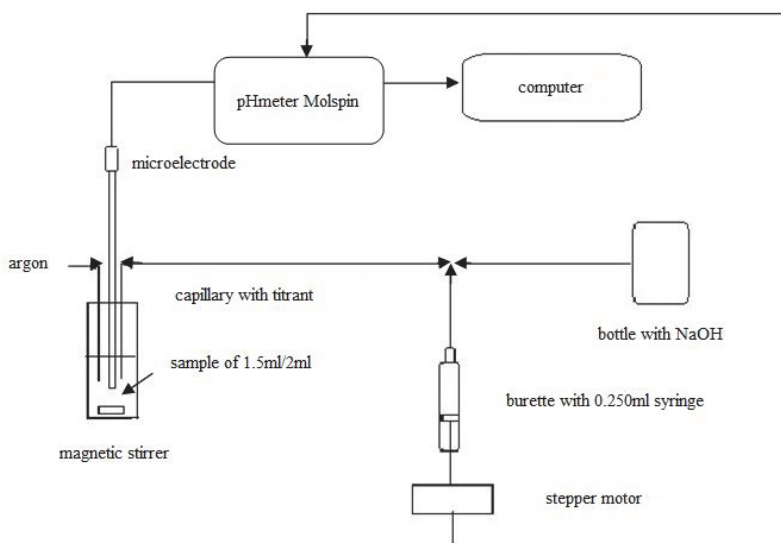 pHmeter Molspin
computer
microelectrode
argon
capillary with titrant
sample of 1.5ml/2ml
bottle with NaOH
burette with 0.250ml syringe
magnetic stirrer
stepper motor